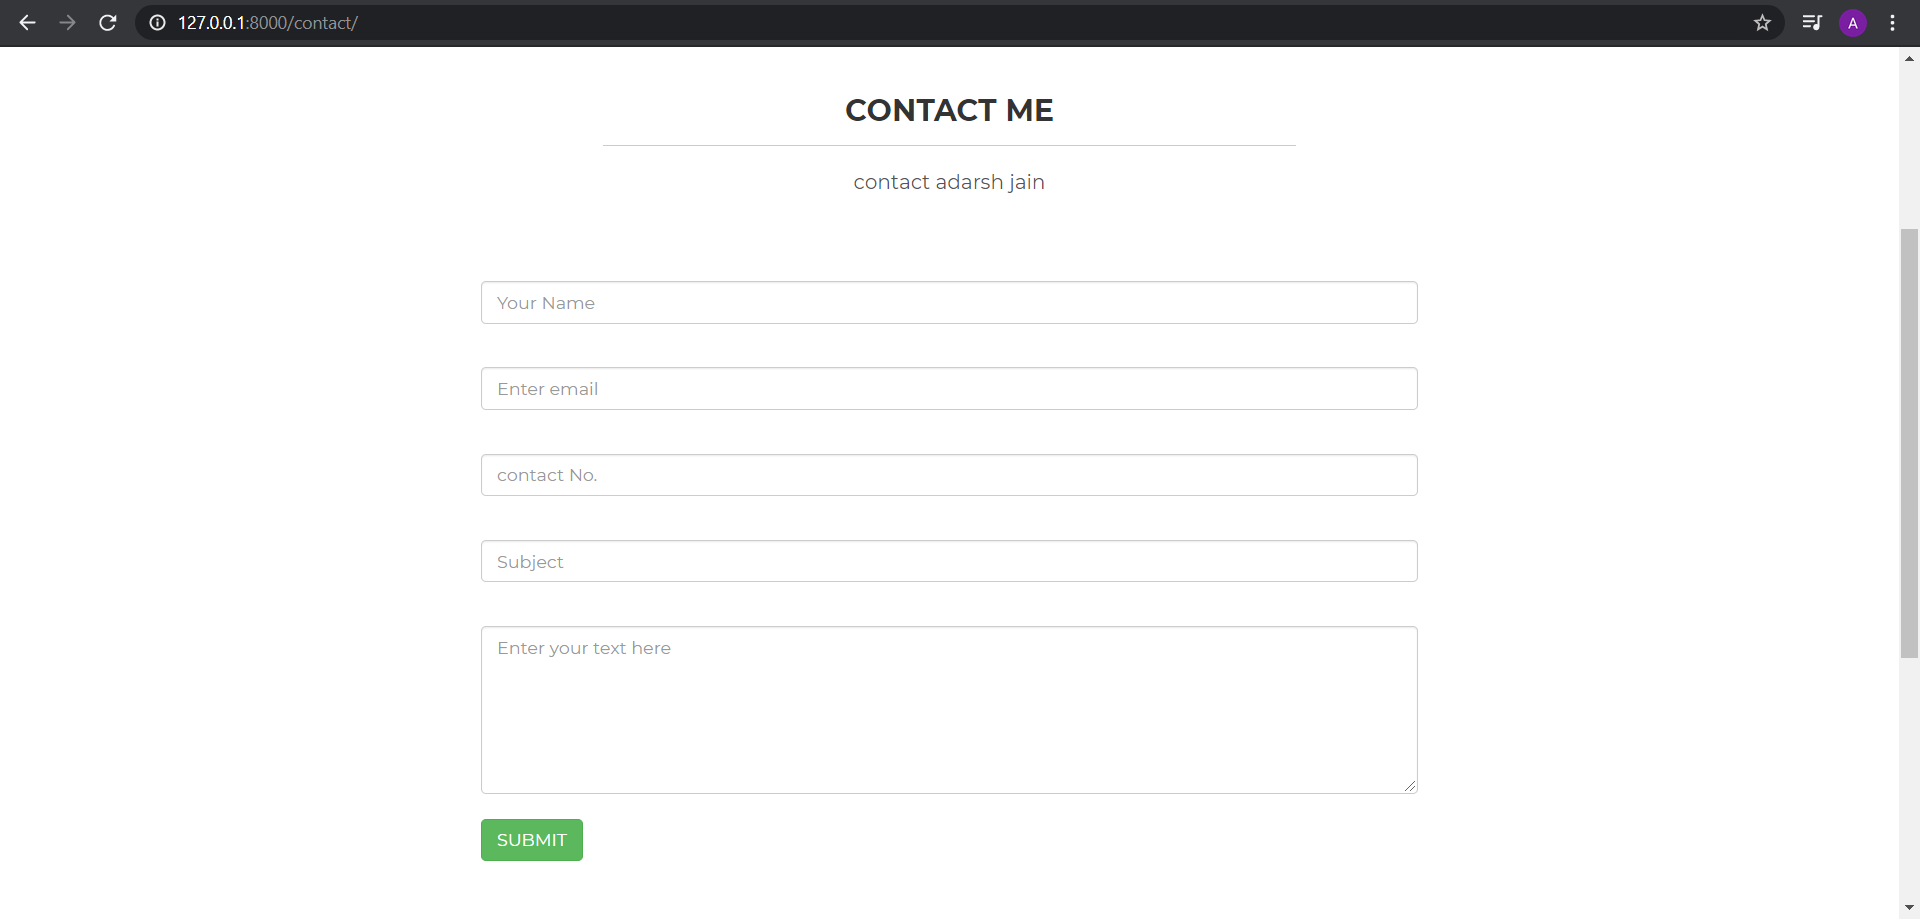 127.0.0.1:8000/contact/
A
CONTACT ME
contact adarsh jain
Your Name
Enter email
contact No.
Subject
Enter your text here
SUBMIT